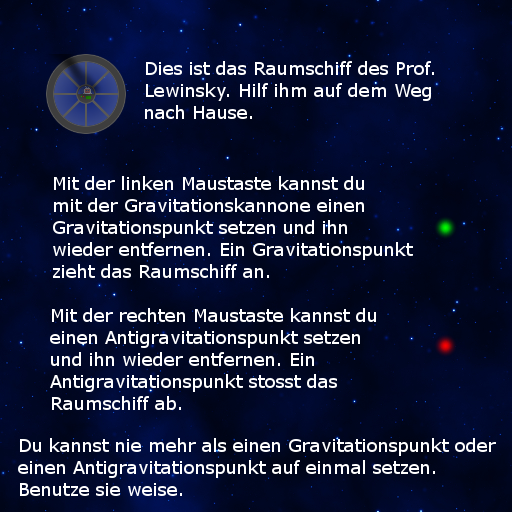 Dies ist das Raumschiff des Prof.
Lewinsky. Hilf ihm auf dem Weg
nach Hause.
Mit der linken Maustaste kannst du
mit der Gravitationskannone einen
Gravitationspunkt setzen und ihn
wieder entfernen. Ein Gravitationspunkt
zieht das Raumschiff an.
Mit der rechten Maustaste kannst du
einen Antigravitationspunkt setzen
und ihn wieder entfernen. Ein
Antigravitationspunkt stosst das
Raumschiff ab.
Du kannst nie mehr als einen Gravitationspunkt oder
einen Antigravitationspunkt auf einmal setzen.
Benutze sie weise.